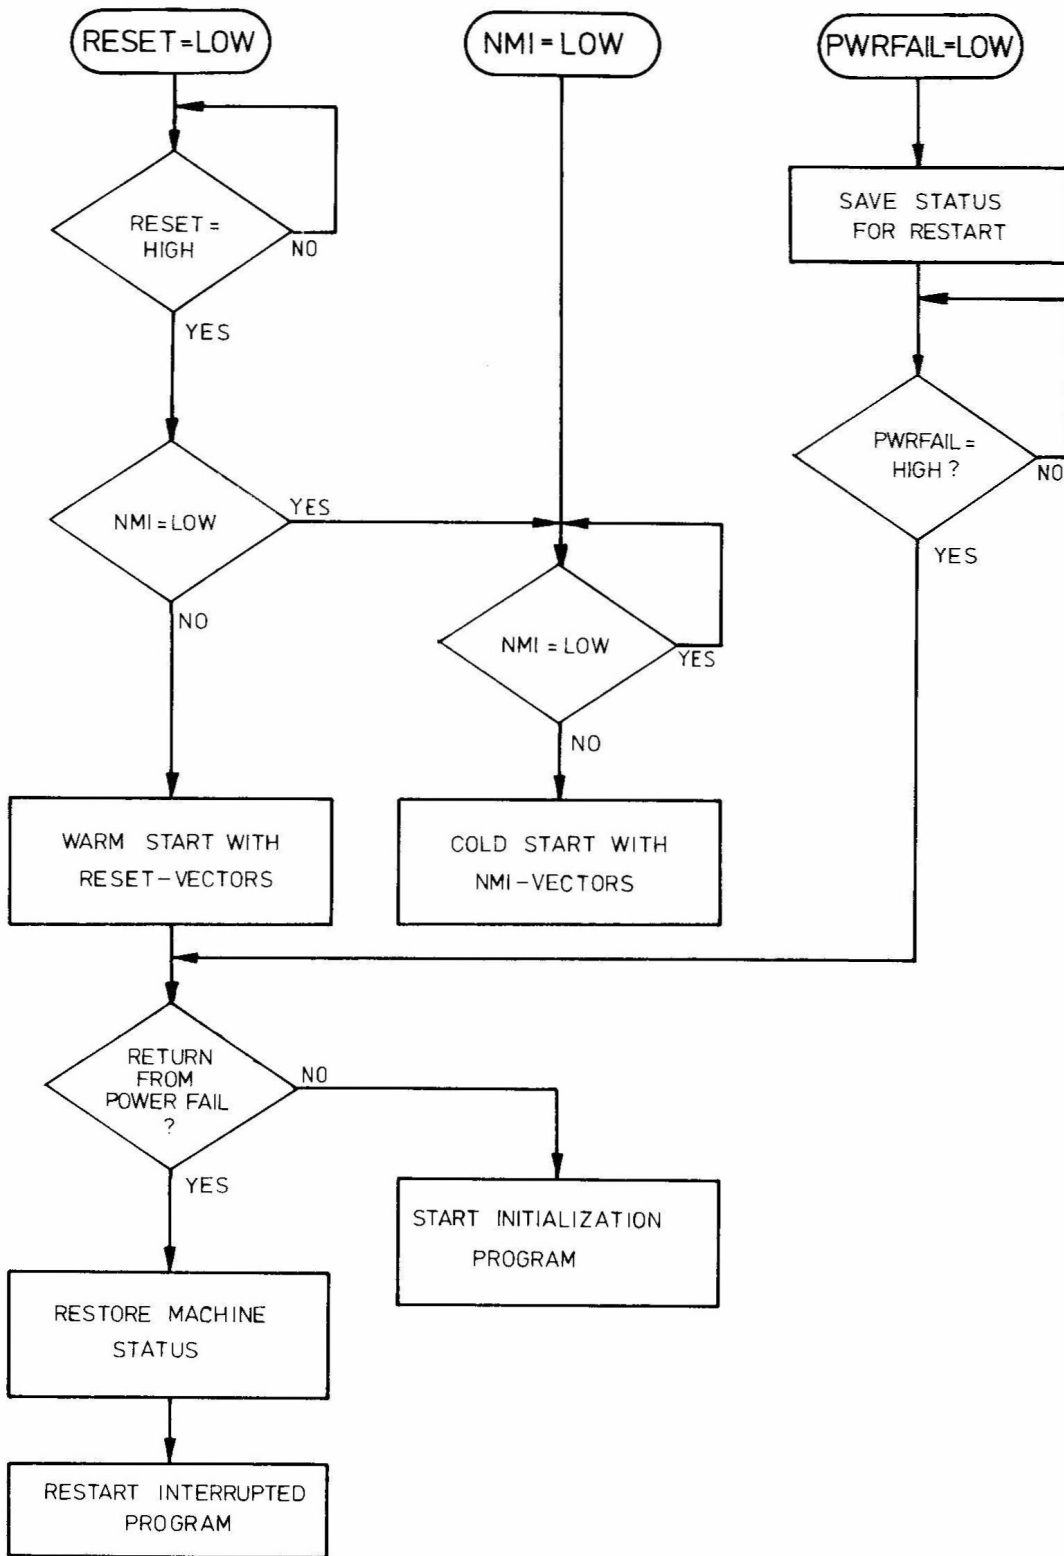 RESET=LOW
NMI=LOW
PWRFAIL=LOW
RESET=
HIGH
NO
YES
SAVE STATUS
FOR RESTART
PWRFAIL=
HIGH?
NO
YES
NMI=LOW
YES
NO
NMI=LOW
YES
NO
WARM START WITH
RESET-VECTORS
COLD START WITH
NMI-VECTORS
RETURN
FROM
POWER FAIL
?
NO
YES
START INITIALIZATION
PROGRAM
RESTORE MACHINE
STATUS
RESTART INTERRUPTED
PROGRAM